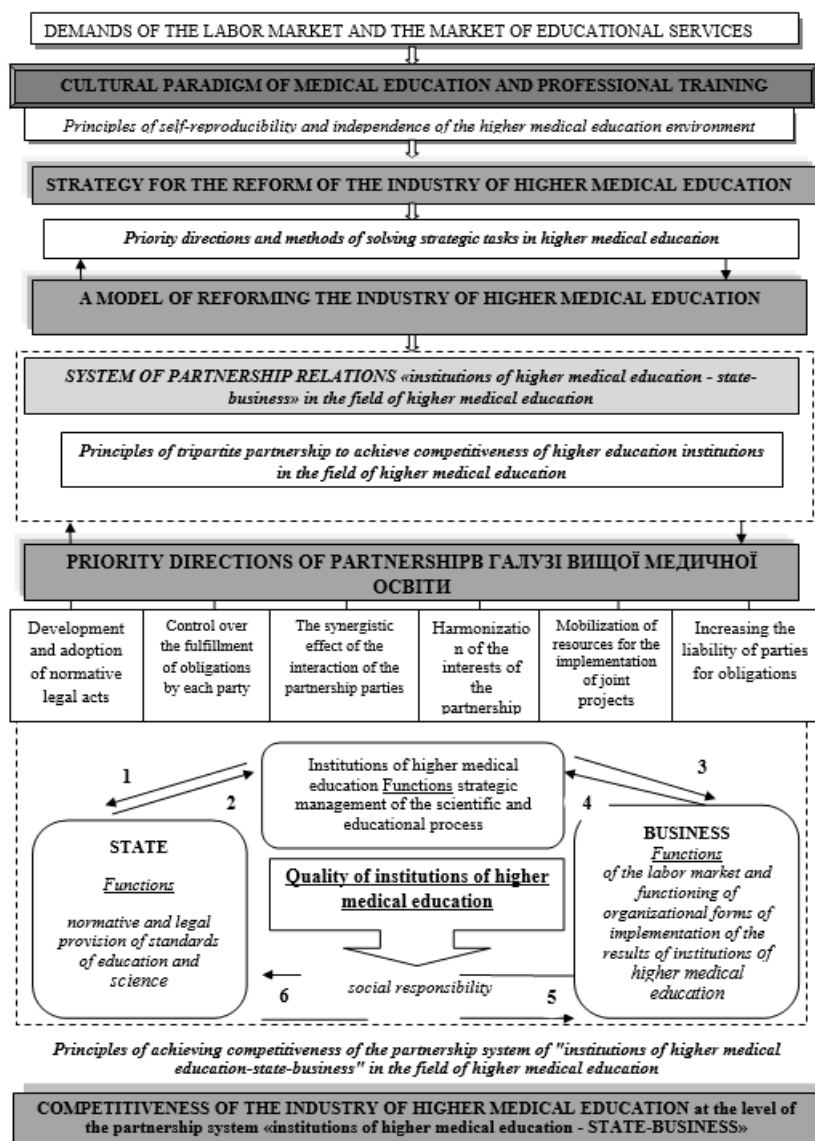 DEMANDS OF THE LABOR MARKET AND THE MARKET OF EDUCATIONAL SERVICES
CULTURAL PARADIGM OF MEDICAL EDUCATION AND PROFESSIONAL TRAINING
Principles of self-reproducibility and independence of the higher medical education environment
STRATEGY FOR THE REFORM OF THE INDUSTRY OF HIGHER MEDICAL EDUCATION
Priority directions and methods of solving strategic tasks in higher medical education
A MODEL OF REFORMING THE INDUSTRY OF HIGHER MEDICAL EDUCATION
SYSTEM OF PARTNERSHIP RELATIONS «institutions of higher medical education - state-
business» in the field of higher medical education
Principles of tripartite partnership to achieve competitiveness of higher education institutions
in the field of higher medical education
PRIORITY DIRECTIONS OF PARTNERSHIPВ ГАЛУЗІ ВИЩОЇ МЕДИЧНОЇ
ОСВІТИ
Development
and adoption
of normative
legal acts
Control over
the fulfillment
of obligations
by each party
The synergistic
effect of the
interaction of the
partnership parties
Harmonizatio
n of the
interests of
the
partnership
Mobilization of
resources for the
implementation
of joint
projects
Increasing the
liability of parties
for obligations
1
2
Institutions of higher medical
education Functions strategic
management of the scientific and
educational process
3
4
STATE
Functions
normative and legal
provision of standards
of education and
science
Quality of institutions of higher
medical education
BUSINESS
Functions
of the labor market and
functioning of
organizational forms of
implementation of the
results of institutions of
higher medical
education
6
social responsibility
5
Principles of achieving competitiveness of the partnership system of "institutions of higher medical
education-state-business" in the field of higher medical education
COMPETITIVENESS OF THE INDUSTRY OF HIGHER MEDICAL EDUCATION at the level of
the partnership system «institutions of higher medical education - STATE-BUSINESS»